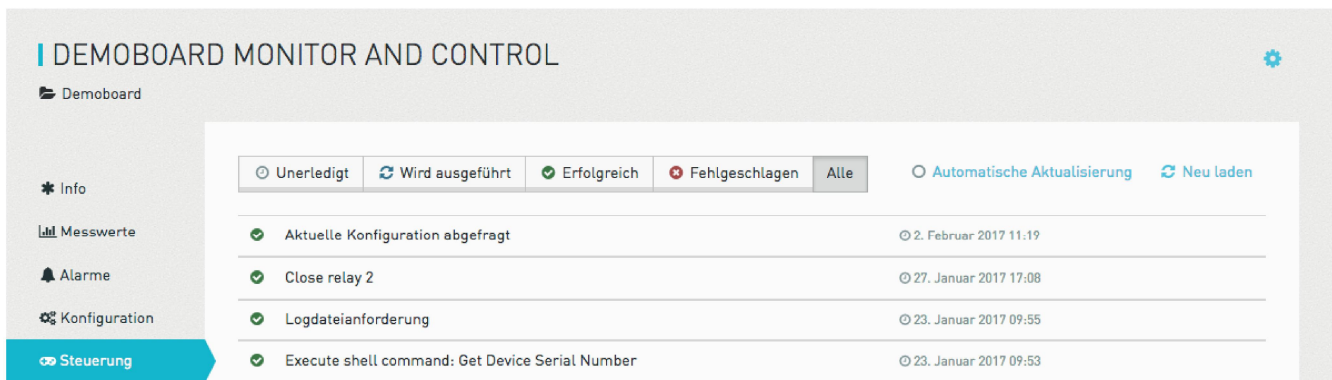 DEMOBOARD MONITOR AND CONTROL
Demoboard
Unerledigt Wird ausgeführt Erfolgreich Fehlgeschlagen Alle Automatische Aktualisierung Neu laden
Info
Messwerte
Alarme
Konfiguration
Steuerung
Aktuelle Konfiguration abgefragt 2. Februar 2017 11:19
Close relay 2 27. Januar 2017 17:08
Logdateianforderung 23. Januar 2017 09:55
Execute shell command: Get Device Serial Number 23. Januar 2017 09:53